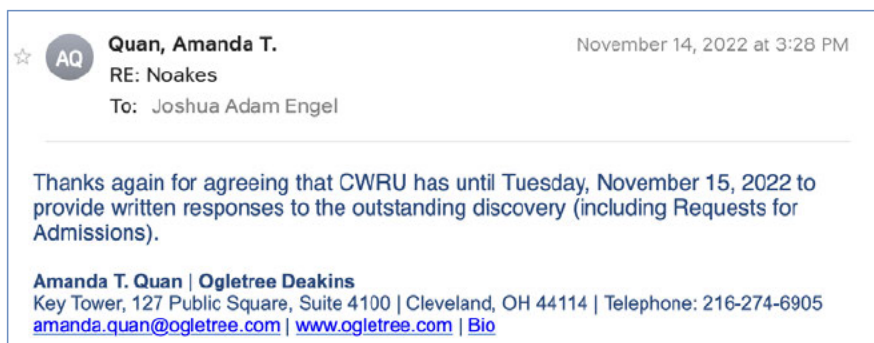 AQ
Quan, Amanda T.
November 14, 2022 at 3:28 PM
RE: Noakes
To: Joshua Adam Engel
Thanks again for agreeing that CWRU has until Tuesday, November 15, 2022 to
provide written responses to the outstanding discovery (including Requests for
Admissions).
Amanda T. Quan | Ogletree Deakins
Key Tower, 127 Public Square, Suite 4100 | Cleveland, OH 44114 | Telephone: 216-274-6905
amanda.quan@ogletree.com | www.ogletree.com | Bio